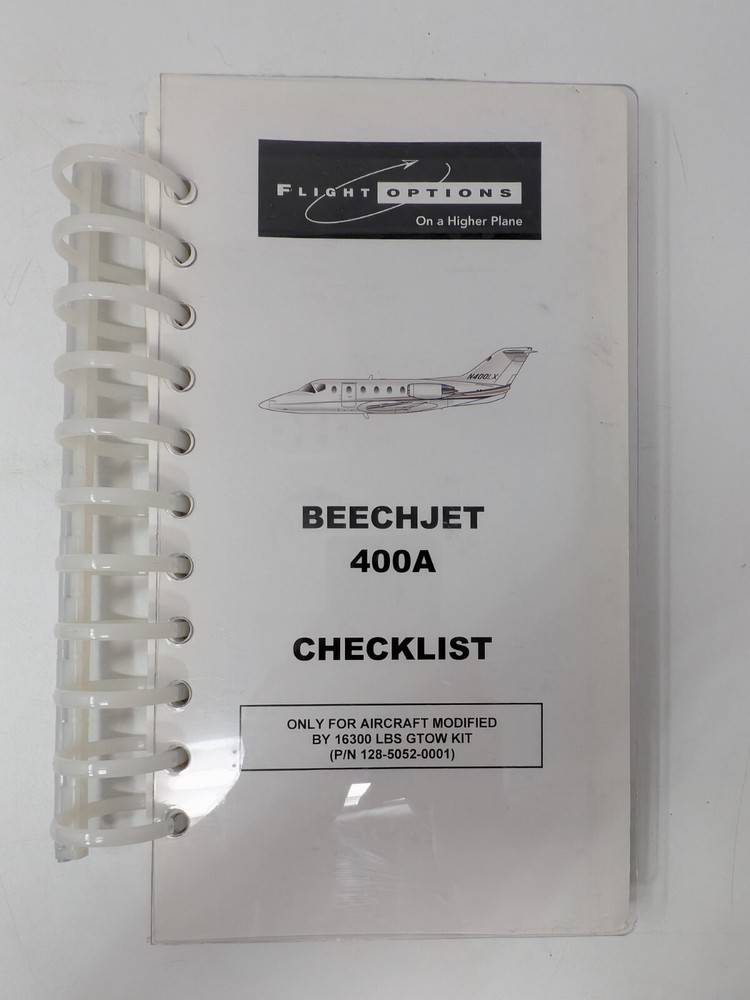 FLIGHT OPTIONS
On a Higher Plane
N400LX
BEECHJET
400A
CHECKLIST
ONLY FOR AIRCRAFT MODIFIED
BY 16300 LBS GTOW KIT
(P/N 128-5052-0001)